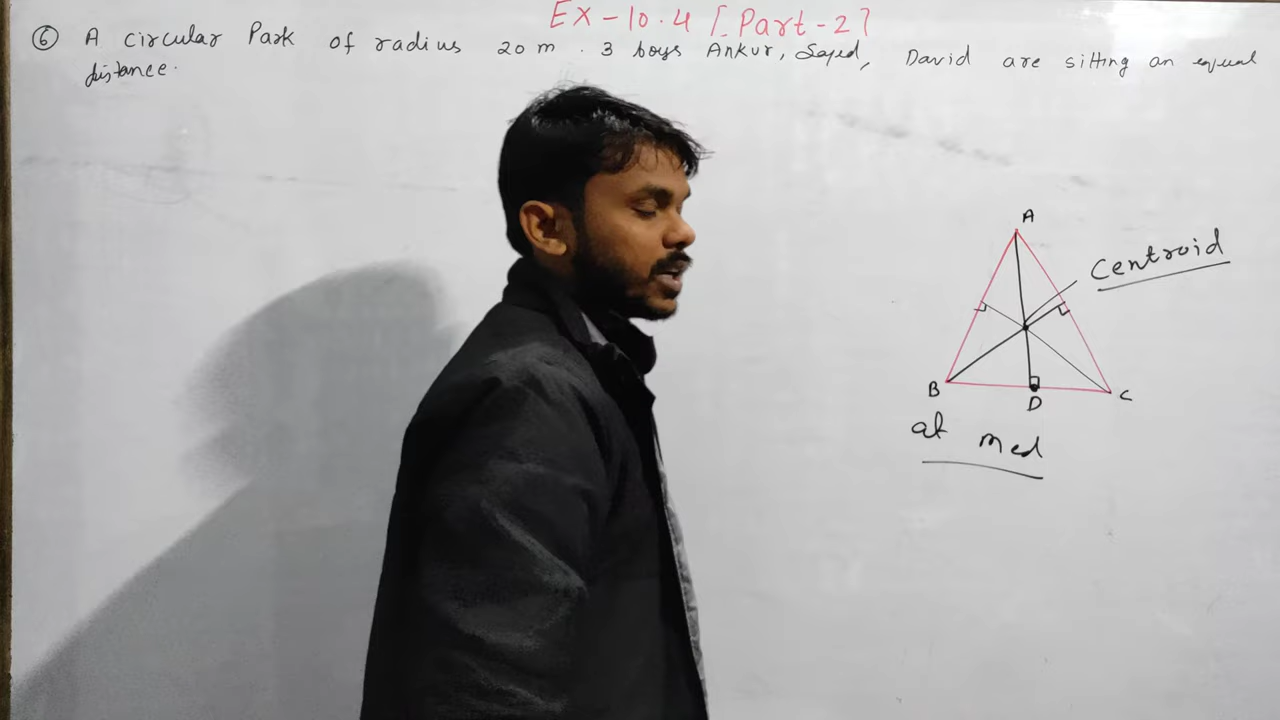 Ex-10.4 [Part-2]
⑥ A circular Park of radius 20 m. 3 boys Ankur, Sayed, David are sitting an equal
distance.
A
Centroid
B
D
C
at med